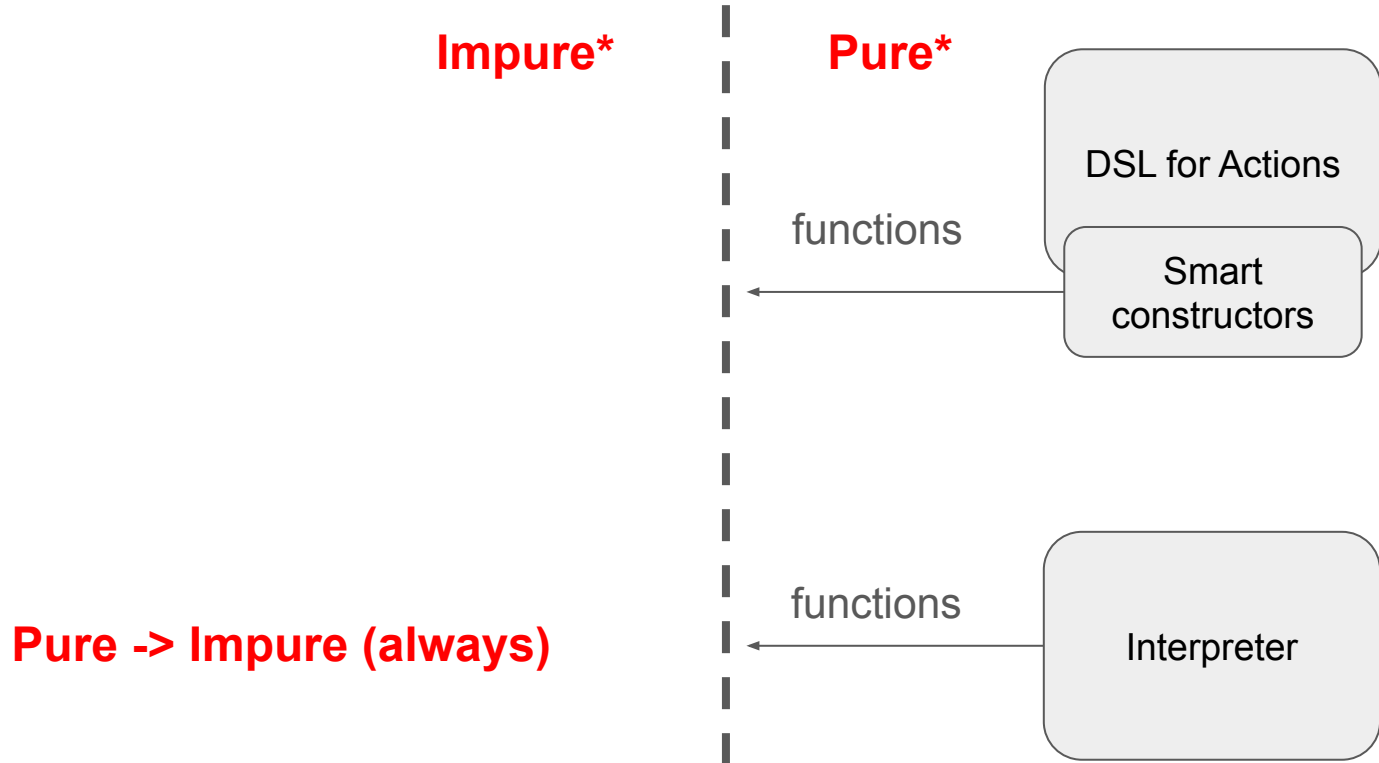 Impure*
Pure*
DSL for Actions
functions
Smart
constructors
functions
Pure -> Impure (always)
Interpreter